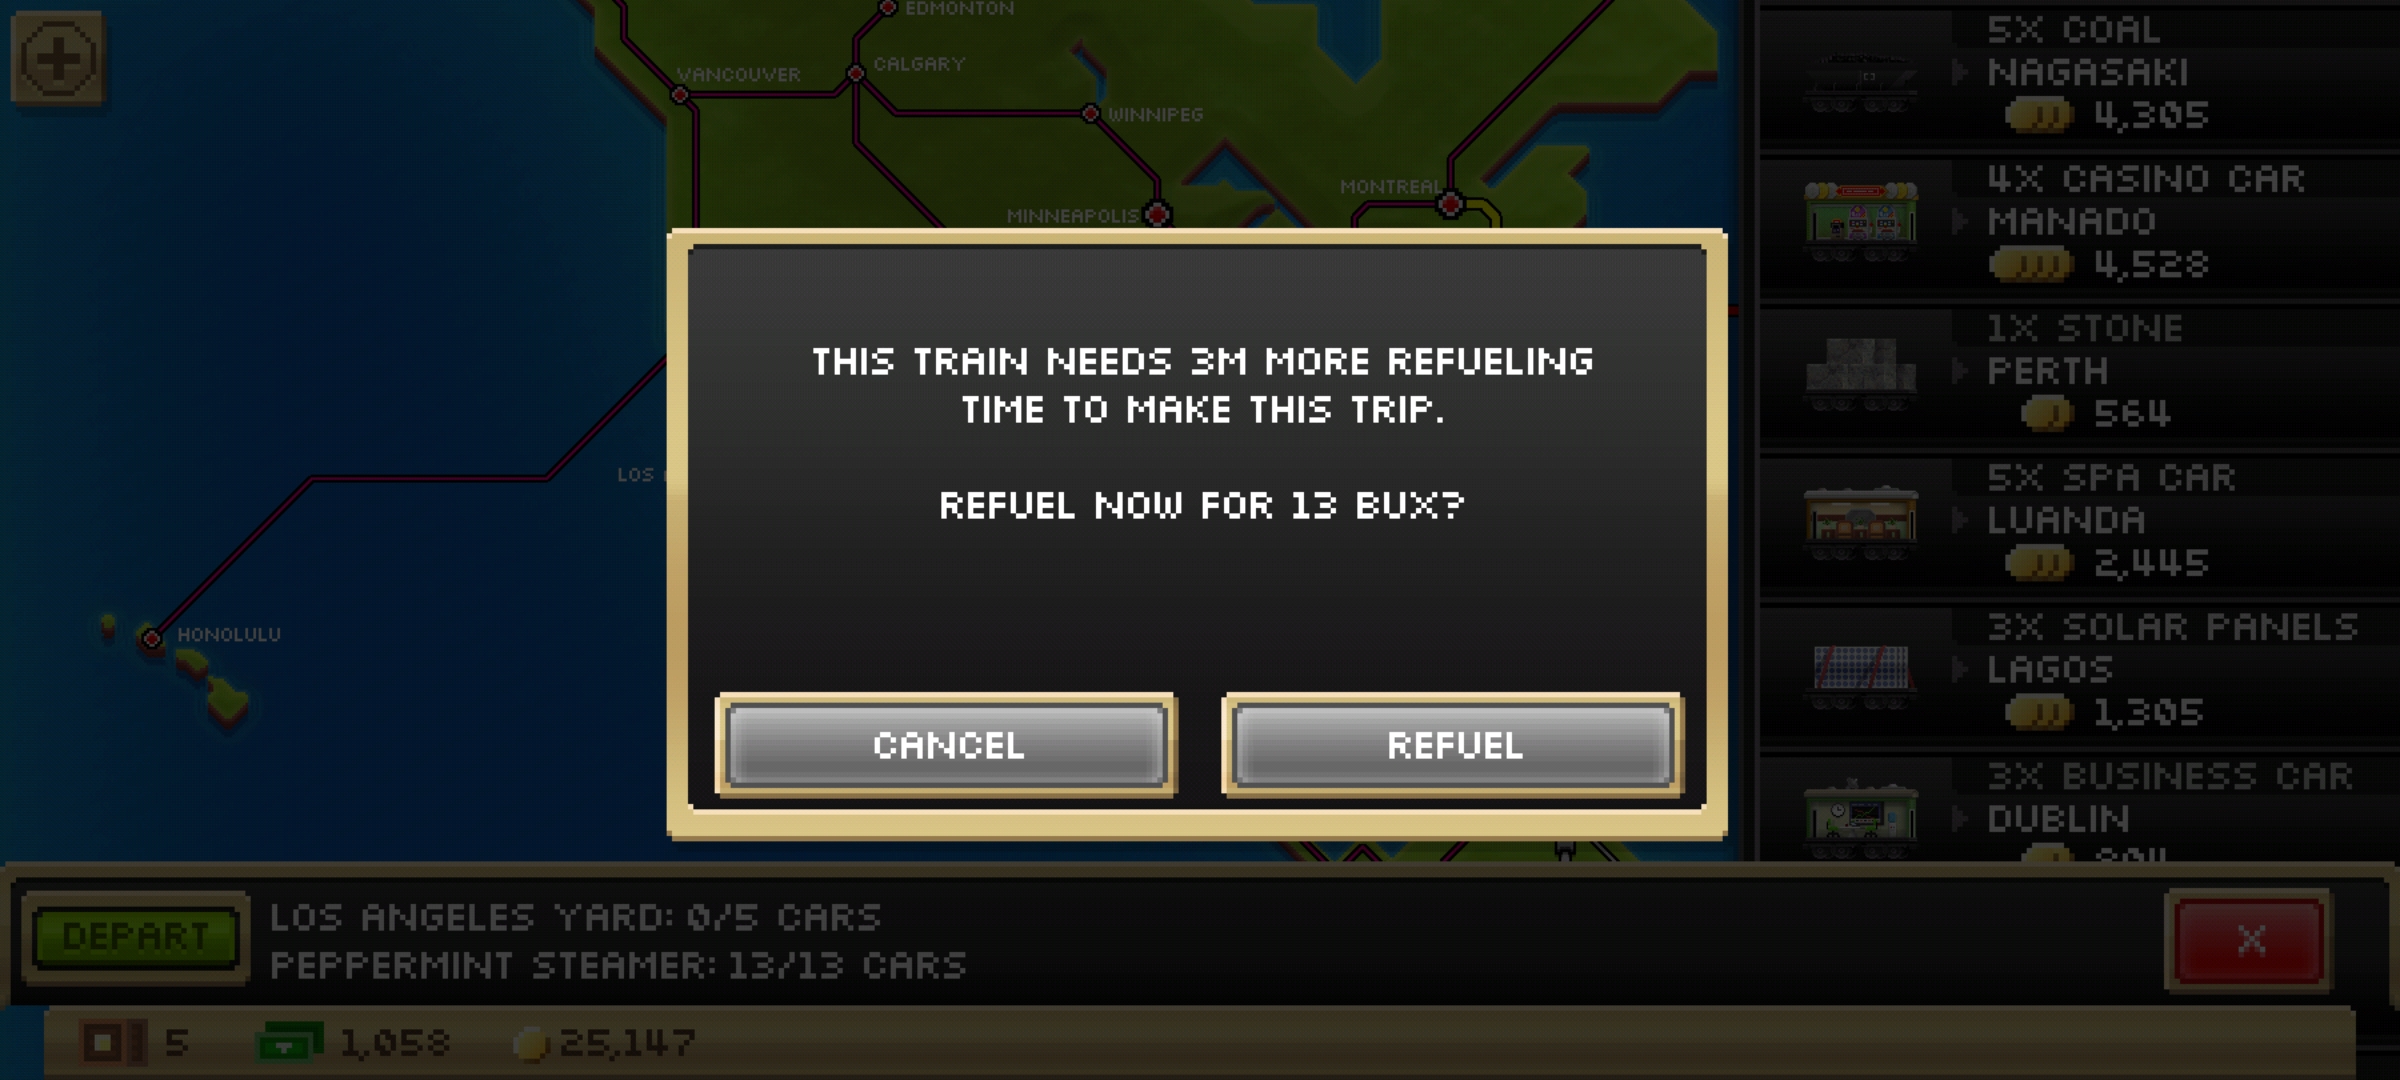 EDMONTON
CALGARY
VANCOUVER
WINNIPEG
MONTREAL
MINNEAPOLIS
LOS
HONOLULU
THIS TRAIN NEEDS 3M MORE REFUELING
TIME TO MAKE THIS TRIP.
REFUEL NOW FOR 13 BUX?
CANCEL
REFUEL
5X COAL
NAGASAKI
4,305
4X CASINO CAR
MANADO
4,528
1X STONE
PERTH
564
5X SPA CAR
LUANDA
2,445
3X SOLAR PANELS
LAGOS
1,305
3X BUSINESS CAR
DUBLIN
DEPART
LOS ANGELES YARD: 0/5 CARS
PEPPERMINT STEAMER: 13/13 CARS
X
5
1,058
25,147